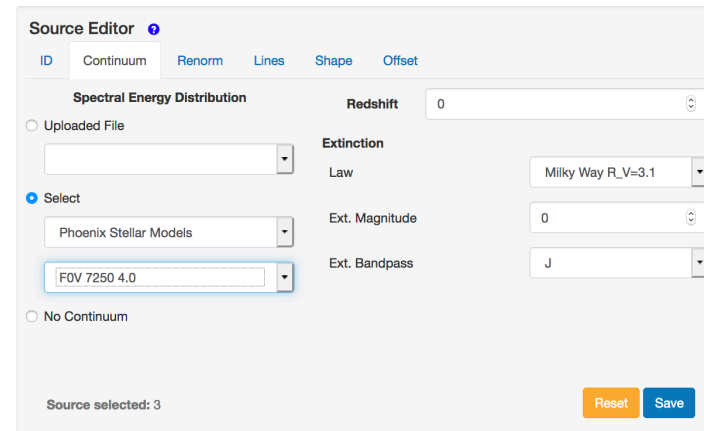 Source Editor ?
ID Continuum Renorm Lines Shape Offset
Spectral Energy Distribution
Uploaded File
Select
Phoenix Stellar Models
F0V 7250 4.0
No Continuum
Redshift 0
Extinction
Law Milky Way R_V=3.1
Ext. Magnitude 0
Ext. Bandpass J
Source selected: 3
Reset Save